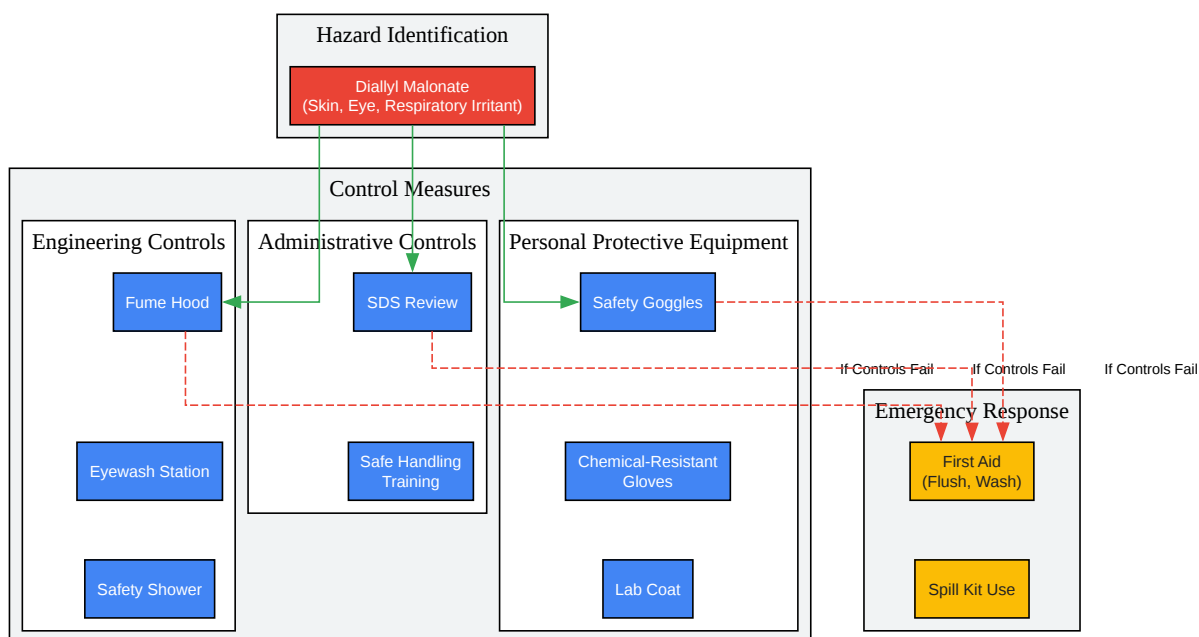 Hazard Identification
Diallyl Malonate
(Skin, Eye, Respiratory Irritant)
Control Measures
Engineering Controls
Administrative Controls
Personal Protective Equipment
Fume Hood
SDS Review
Safety Goggles
If Controls Fail
If Controls Fail
If Controls Fail
Emergency Response
Eyewash Station
Safe Handling
Training
Chemical-Resistant
Gloves
First Aid
(Flush, Wash)
Safety Shower
Lab Coat
Spill Kit Use